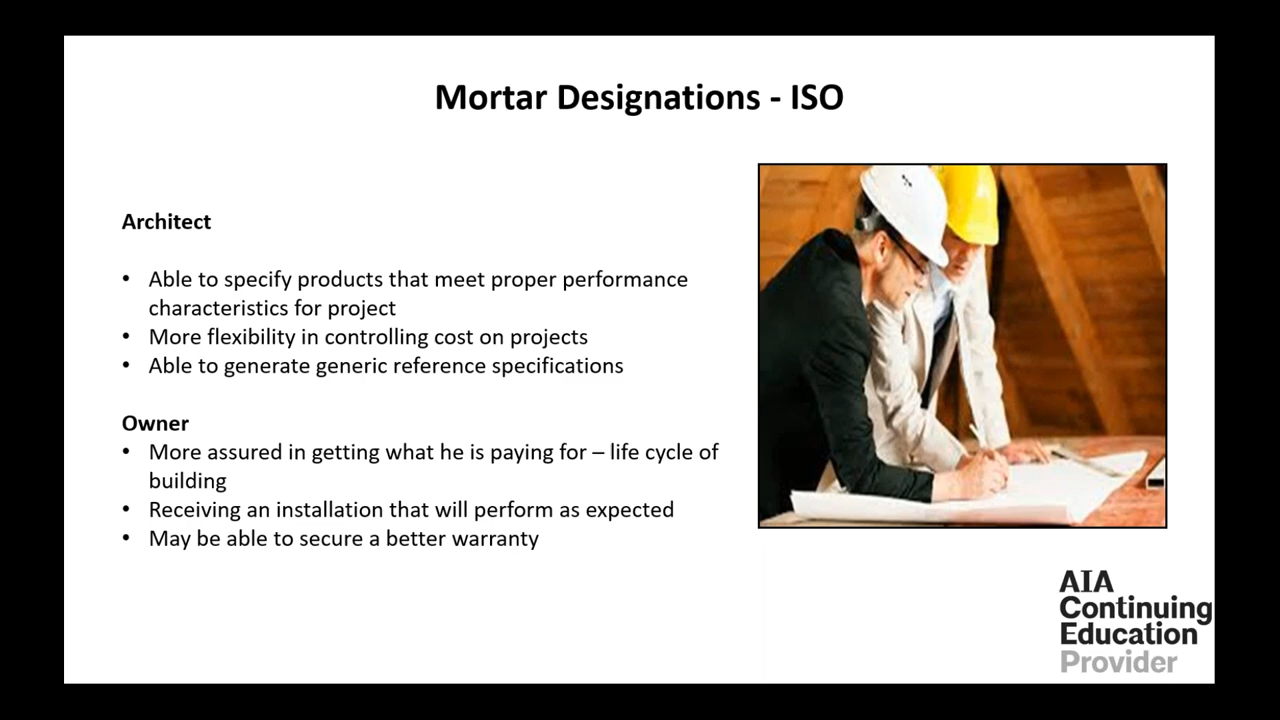 Mortar Designations - ISO
Architect
• Able to specify products that meet proper performance
characteristics for project
• More flexibility in controlling cost on projects
• Able to generate generic reference specifications
Owner
• More assured in getting what he is paying for – life cycle of
building
• Receiving an installation that will perform as expected
• May be able to secure a better warranty
AIA
Continuing
Education
Provider